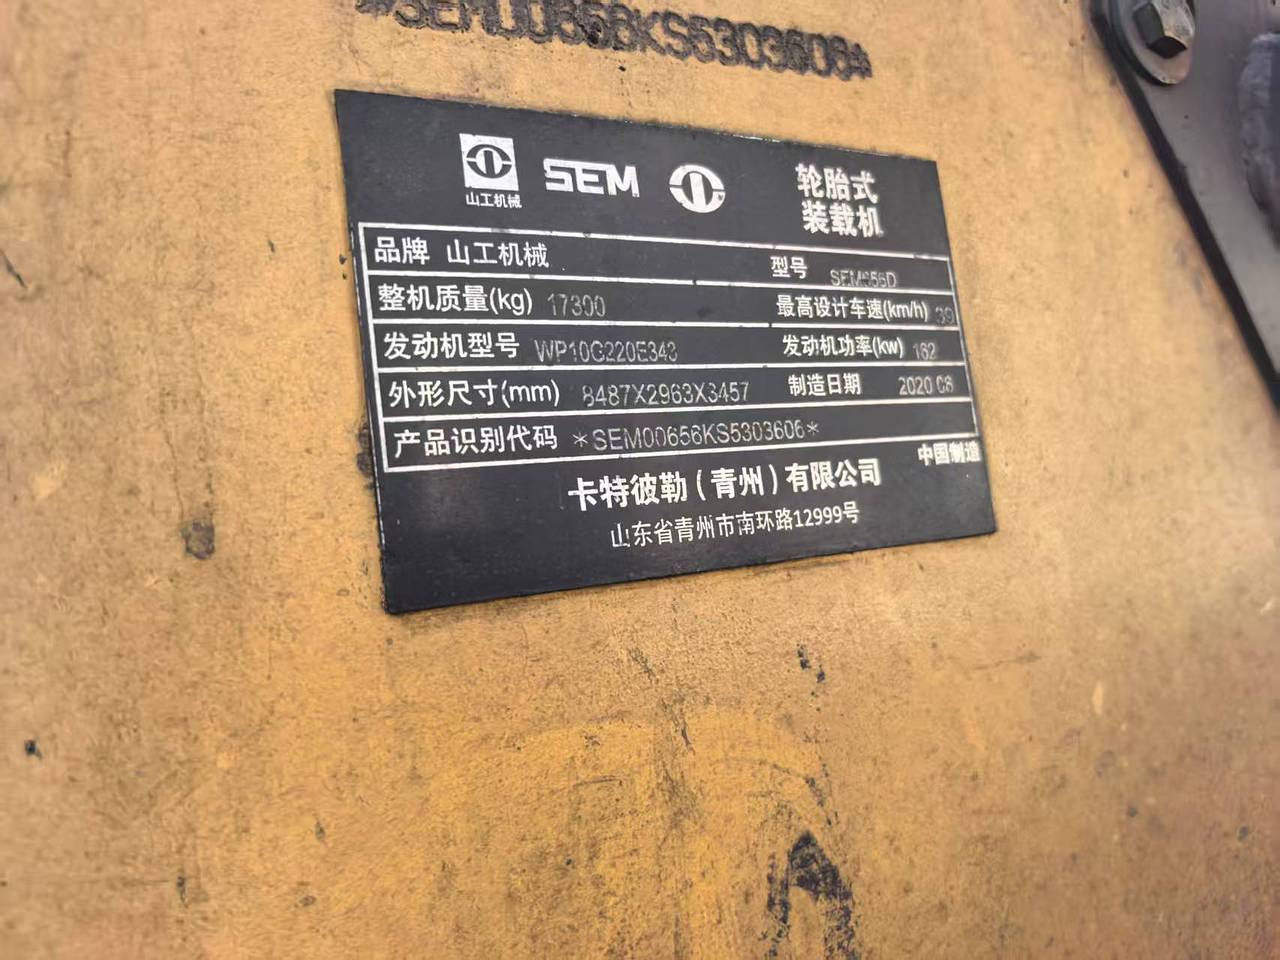 *SEM00656KS5303606*
山工机械
SEM
轮胎式
装载机
品牌 山工机械 型号 SEM656D
整机质量(kg) 17300 最高设计车速(km/h) 39
发动机型号 WP10G220E343 发动机功率(kw) 162
外形尺寸(mm) 8487X2963X3457 制造日期 2020 08
产品识别代码 *SEM00656KS5303606*
中国制造
卡特彼勒(青州)有限公司
山东省青州市南环路12999号